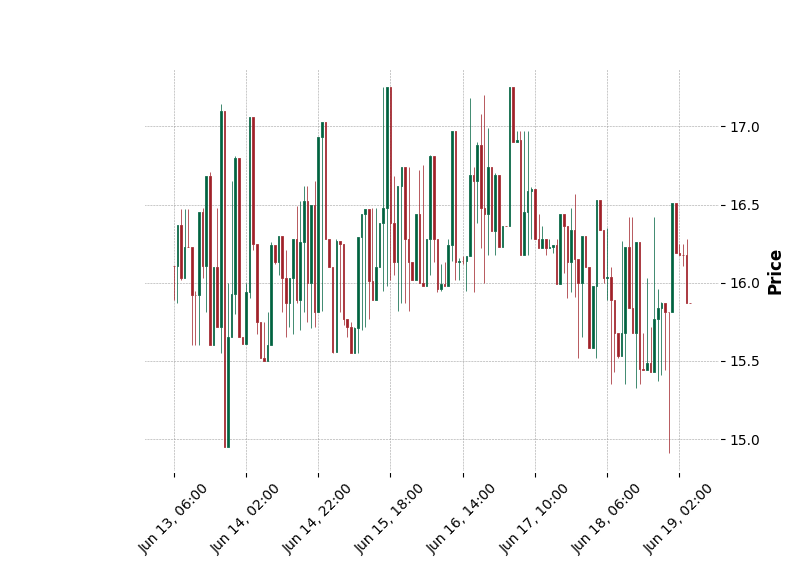 17.0
16.5
16.0
15.5
15.0
Price
Jun 13, 06:00
Jun 14, 02:00
Jun 14, 22:00
Jun 15, 18:00
Jun 16, 14:00
Jun 17, 10:00
Jun 18, 06:00
Jun 19, 02:00